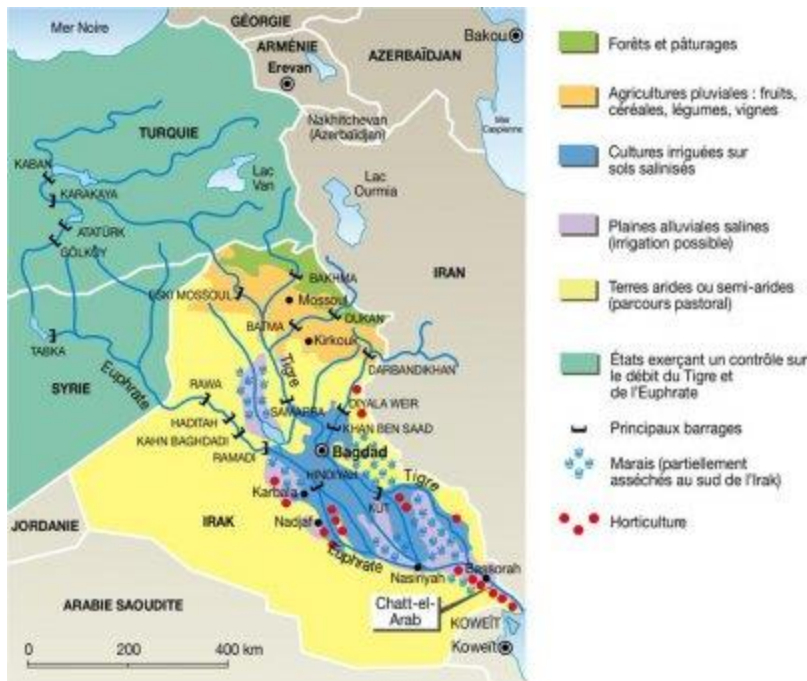 Mer Noire
GÉORGIE
Bakou
ARMÉNIE
Erevan
AZERBAÏDJAN
Nakhitchevan
(Azerbaïdjan)
Mer
Caspienne
TURQUIE
KABAN
KARAKAYA
ATATÜRK
GÖLKÖY
Lac
Van
Lac
Ourmia
IRAN
ESKI MOSSOUL
BAKHMA
Mossoul
BATMA
DUKAN
Kirkouk
DARBANDIKHAN
TABKA
SYRIE
Euphrate
Tigre
RAWA
HADITAH
KAHN BAGHDADI
RAMADI
SAMARRA
DIYALA WEIR
KHAN BEN SAAD
Bagdad
HINDIYAH
Tigre
Karbala
KUT
Nadjaf
JORDANIE
IRAK
Euphrate
Nasiriyah
Bassorah
Chatt-el-
Arab
KOWEÏT
Koweït
ARABIE SAOUDITE
0 200 400 km
Forêts et pâturages
Agricultures pluviales : fruits,
céréales, légumes, vignes
Cultures irriguées sur
sols salinisés
Plaines alluviales salines
(irrigation possible)
Terres arides ou semi-arides
(parcours pastoral)
États exerçant un contrôle sur
le débit du Tigre et
de l'Euphrate
Principaux barrages
Marais (partiellement
asséchés au sud de l'Irak)
Horticulture